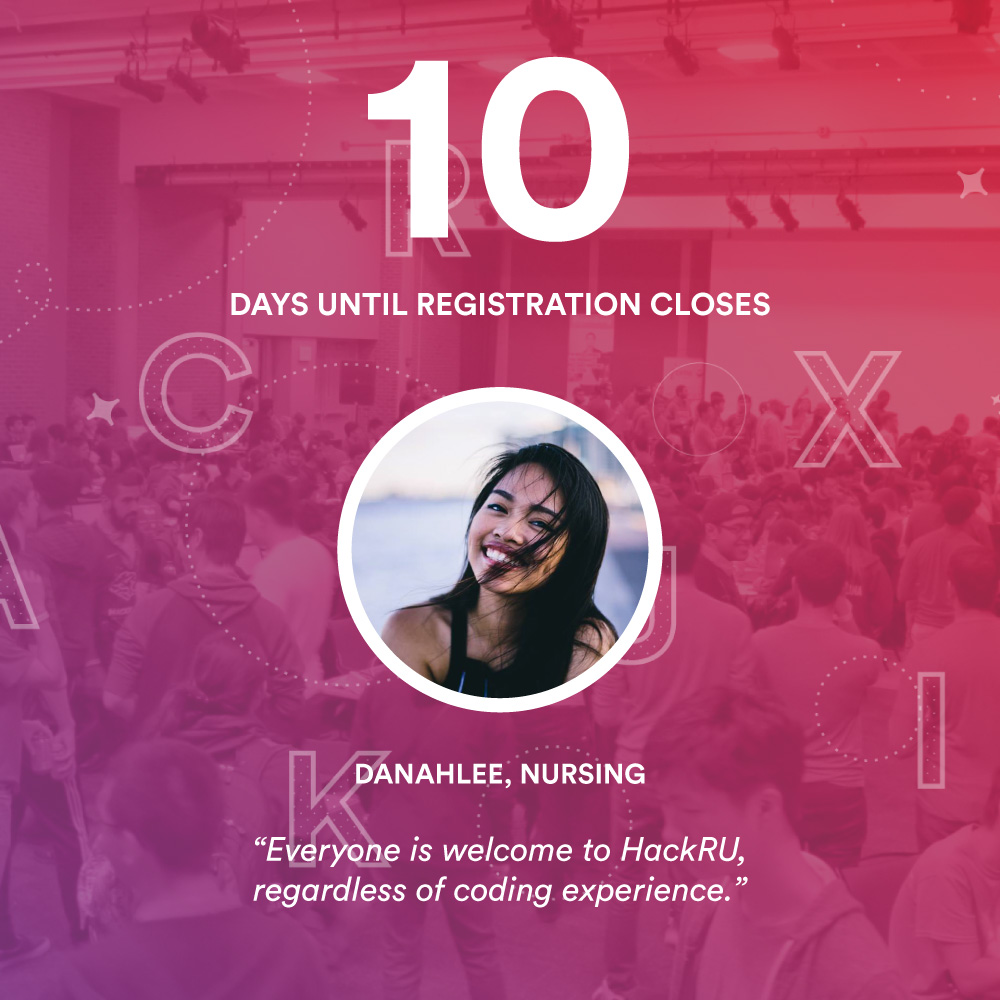 10
R
DAYS UNTIL REGISTRATION CLOSES
C
X
A
U
I
DANAHLEE, NURSING
K
“Everyone is welcome to HackRU,
regardless of coding experience.”